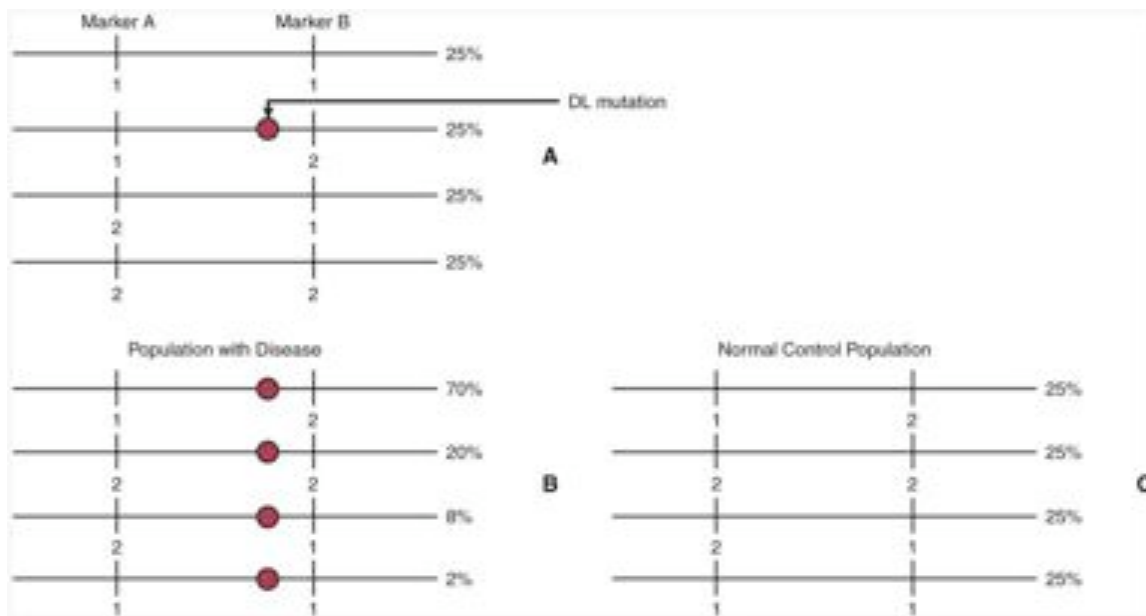 Marker A Marker B
25%
1 1
DL mutation
25%
1 2
A
25%
2 1
25%
2 2
Population with Disease Normal Control Population
70% 25%
1 2 1 2
20% 25%
2 2 2 2
B C
8% 25%
2 1 2 1
2% 25%
1 1 1 1